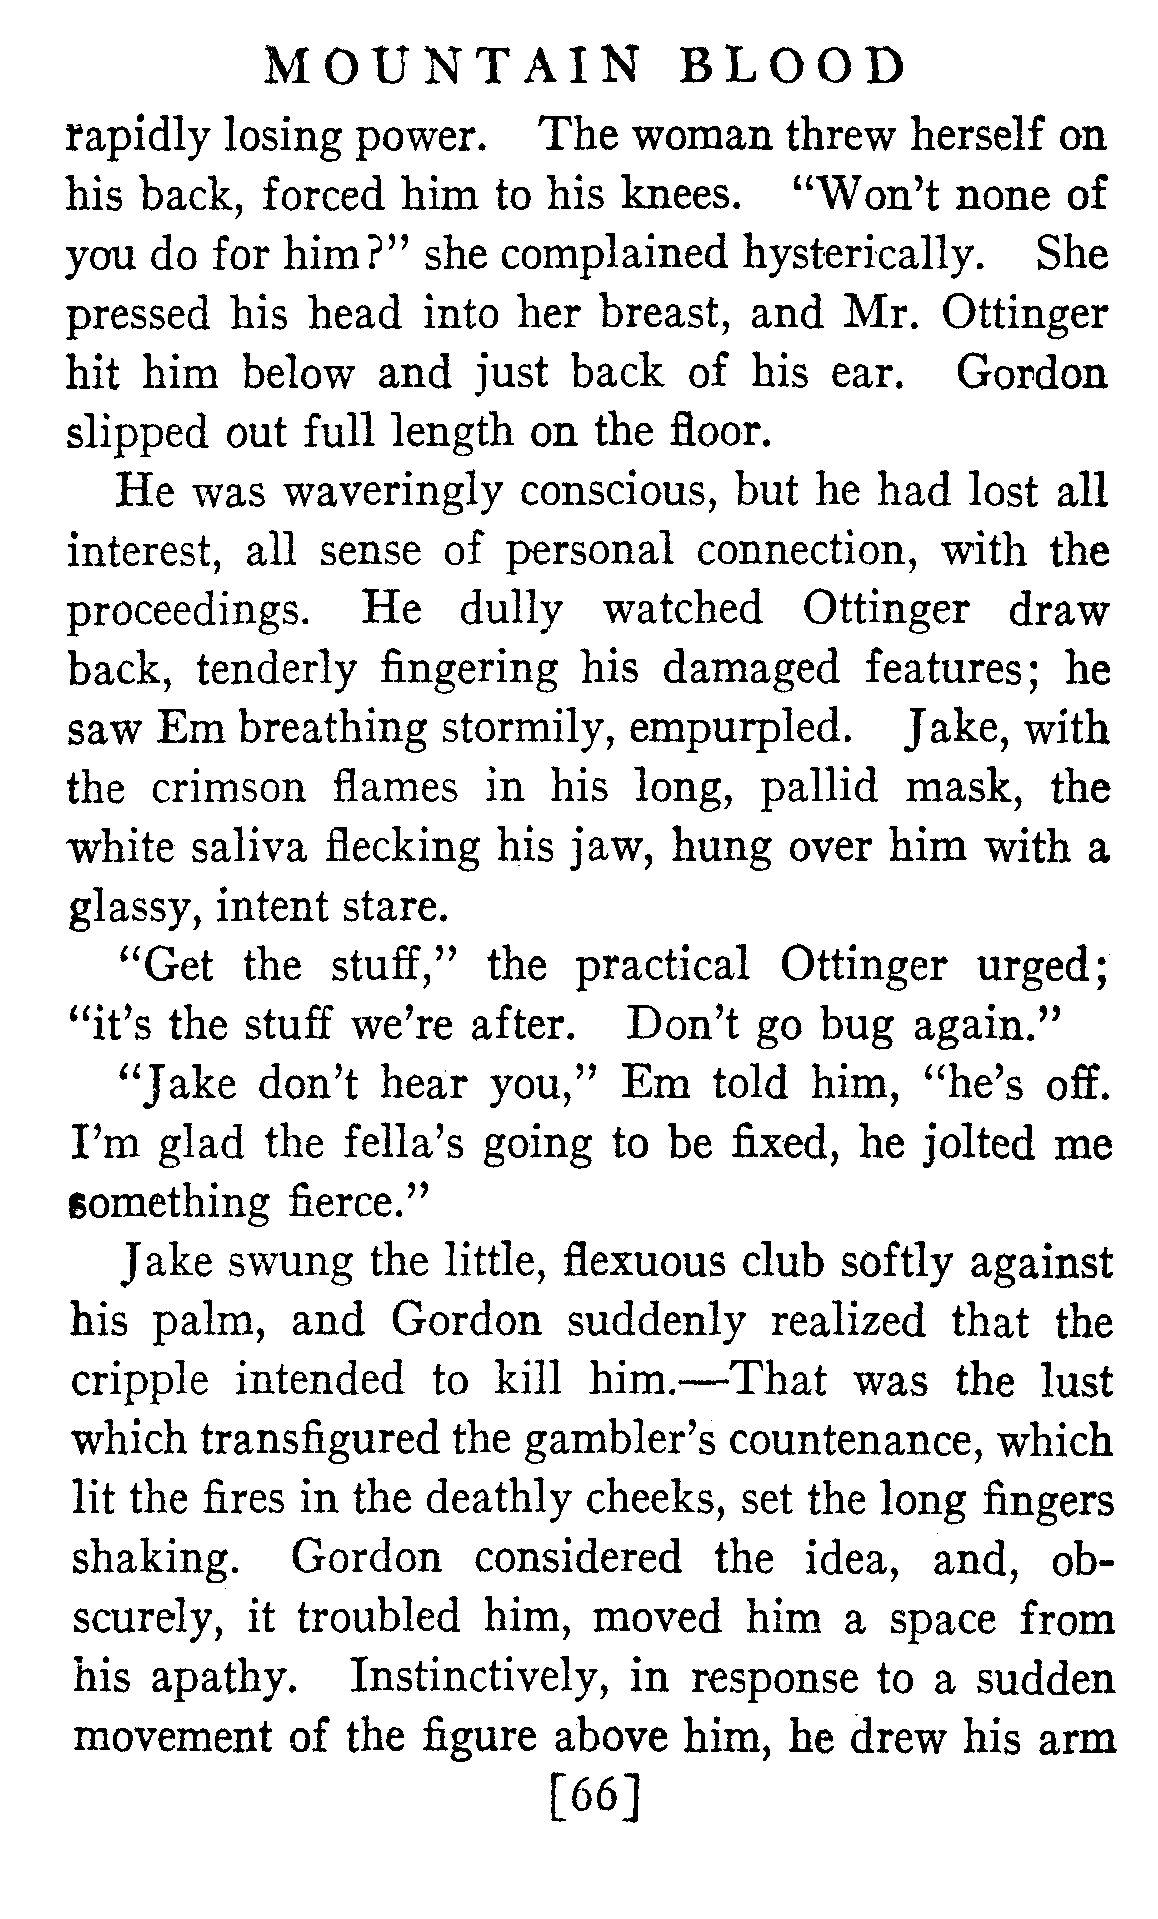 MOUNTAIN BLOOD
rapidly losing power. The woman threw herself on
his back, forced him to his knees. "Won't none of
you do for him?" she complained hysterically. She
pressed his head into her breast, and Mr. Ottinger
hit him below and just back of his ear. Gordon
slipped out full length on the floor.
He was waveringly conscious, but he had lost all
interest, all sense of personal connection, with the
proceedings. He dully watched Ottinger draw
back, tenderly fingering his damaged features; he
saw Em breathing stormily, empurpled. Jake, with
the crimson flames in his long, pallid mask, the
white saliva flecking his jaw, hung over him with a
glassy, intent stare.
"Get the stuff," the practical Ottinger urged;
"it's the stuff we're after. Don't go bug again."
"Jake don't hear you," Em told him, "he's off.
I'm glad the fella's going to be fixed, he jolted me
something fierce."
Jake swung the little, flexuous club softly against
his palm, and Gordon suddenly realized that the
cripple intended to kill him.—That was the lust
which transfigured the gambler's countenance, which
lit the fires in the deathly cheeks, set the long fingers
shaking. Gordon considered the idea, and, ob-
scurely, it troubled him, moved him a space from
his apathy. Instinctively, in response to a sudden
movement of the figure above him, he drew his arm
[66]